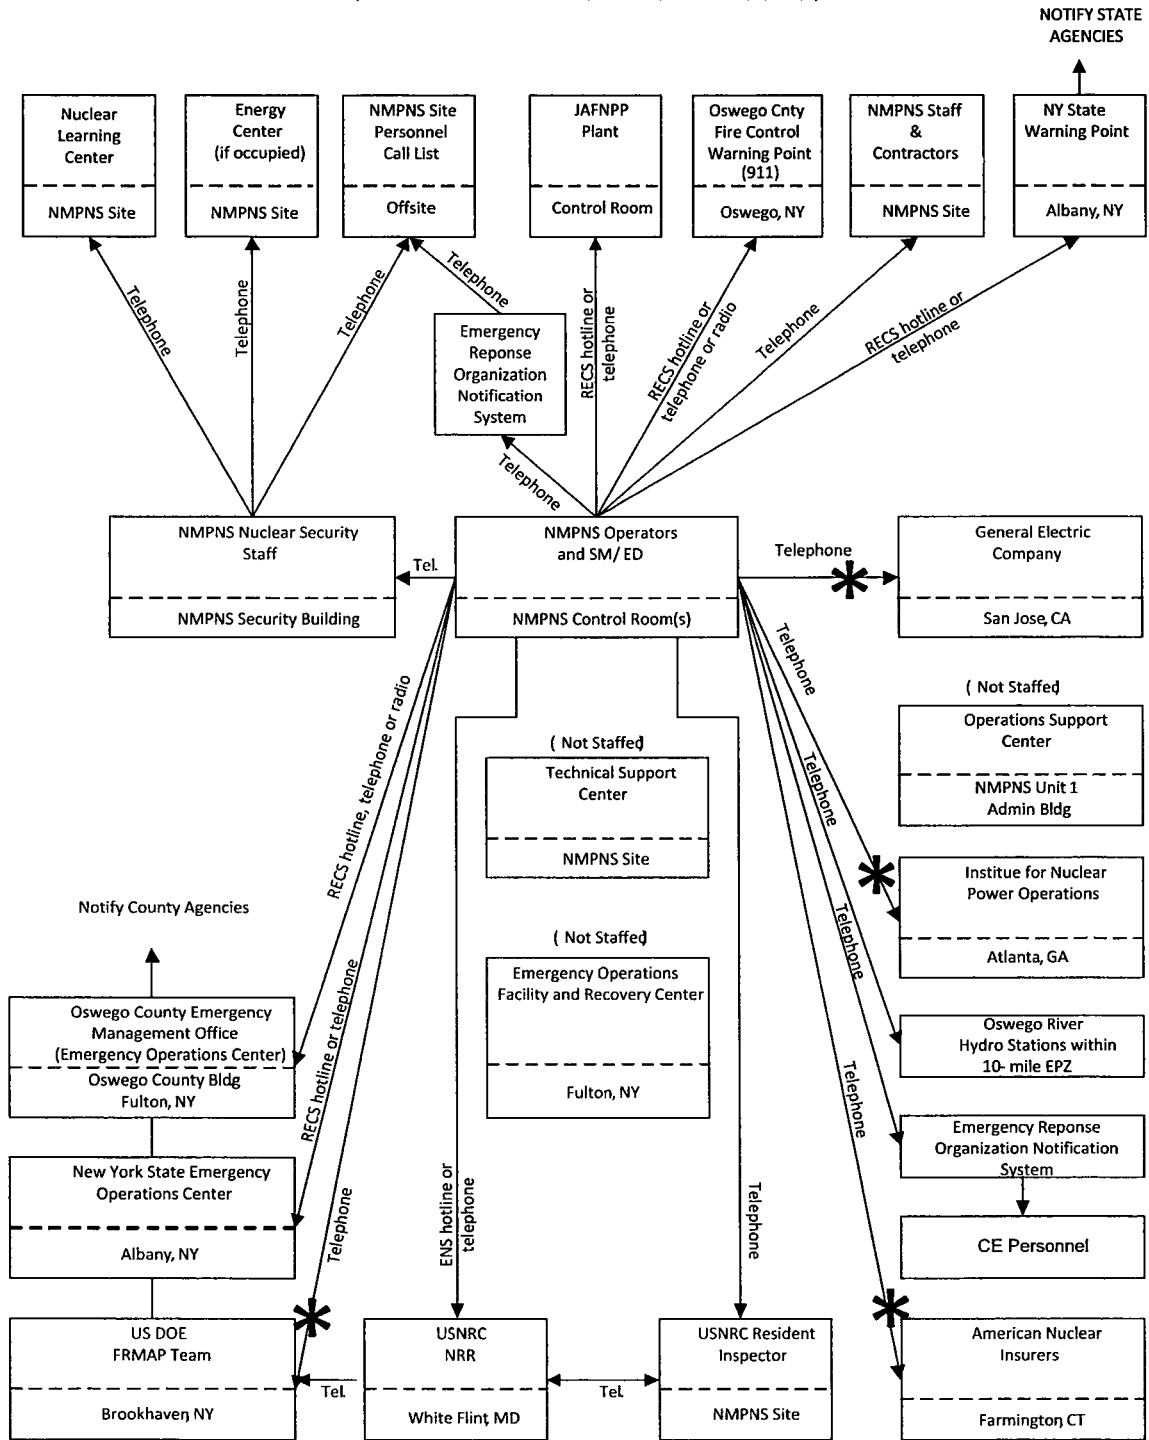 NOTIFY STATE
AGENCIES
Nuclear
Learning
Center
NMPNS Site
Energy
Center
(if occupied)
NMPNS Site
NMPNS Site
Personnel
Call List
Offsite
JAFNPP
Plant
Control Room
Oswego Cnty
Fire Control
Warning Point
(911)
Oswego, NY
NMPNS Staff
&
Contractors
NMPNS Site
NY State
Warning Point
Albany, NY
Telephone
Telephone
Telephone
Telephone
Emergency
Reponse
Organization
Notification
System
Telephone
RECS hotline or
telephone
RECS hotline or
telephone or radio
Telephone
RECS hotline or
telephone
NMPNS Nuclear Security
Staff
NMPNS Security Building
Tel.
NMPNS Operators
and SM/ ED
NMPNS Control Room(s)
Telephone
General Electric
Company
San Jose, CA
Telephone
( Not Staffed)
Operations Support
Center
NMPNS Unit 1
Admin Bldg
RECS hotline, telephone or radio
( Not Staffed)
Technical Support
Center
NMPNS Site
Telephone
Institue for Nuclear
Power Operations
Atlanta, GA
Notify County Agencies
( Not Staffed)
Emergency Operations
Facility and Recovery Center
Fulton, NY
Telephone
Oswego County Emergency
Management Office
(Emergency Operations Center)
Oswego County Bldg
Fulton, NY
RECS hotline or telephone
Oswego River
Hydro Stations within
10- mile EPZ
Telephone
Emergency Reponse
Organization Notification
System
CE Personnel
New York State Emergency
Operations Center
Albany, NY
Telephone
ENS hotline or
telephone
Telephone
US DOE
FRMAP Team
Brookhaven, NY
Tel.
USNRC
NRR
White Flint, MD
Tel.
USNRC Resident
Inspector
NMPNS Site
American Nuclear
Insurers
Farmington, CT